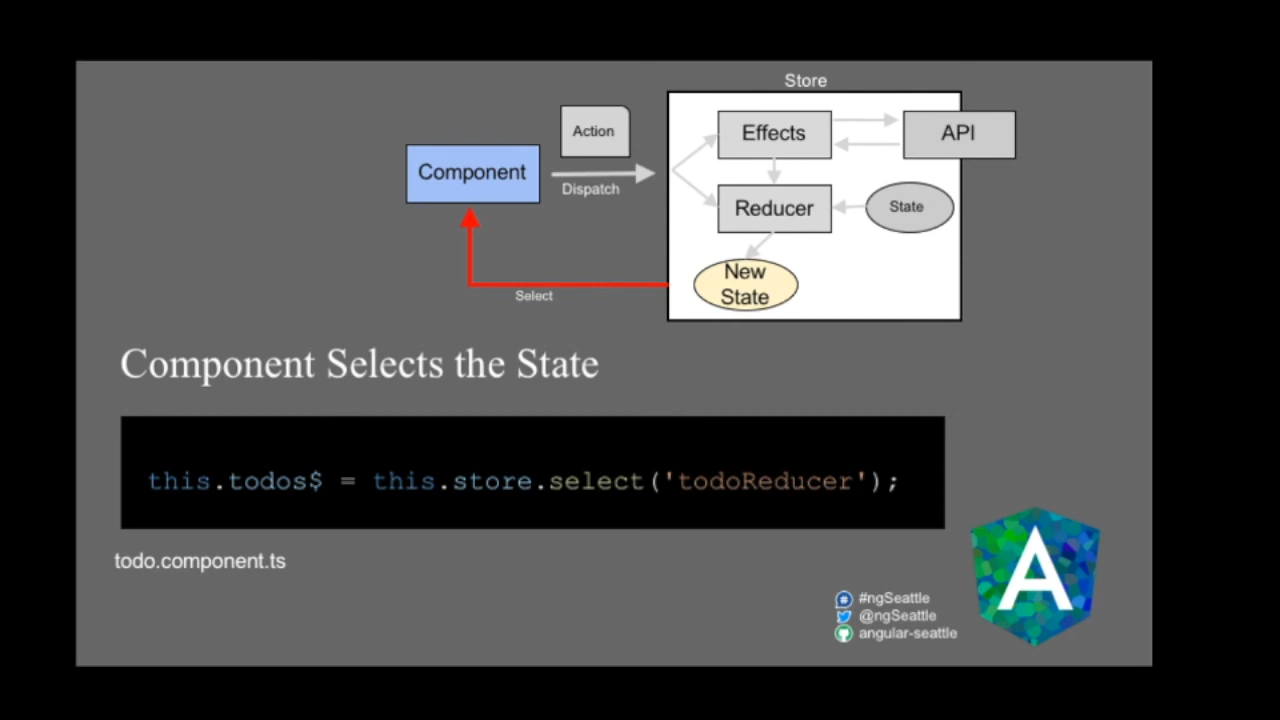 Store
Action
Effects
API
Component
Dispatch
Reducer
State
New
State
Select
Component Selects the State
this.todos$ = this.store.select('todoReducer');
todo.component.ts
#ngSeattle
@ngSeattle
angular-seattle
A